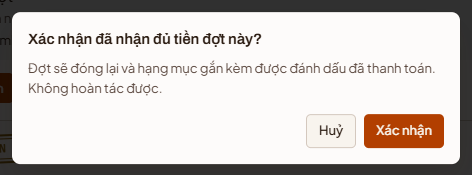 Xác nhận đã nhận đủ tiền đợt này?
Đợt sẽ đóng lại và hạng mục gắn kèm được đánh dấu đã thanh toán.
Không hoàn tác được.
Huỷ
Xác nhận